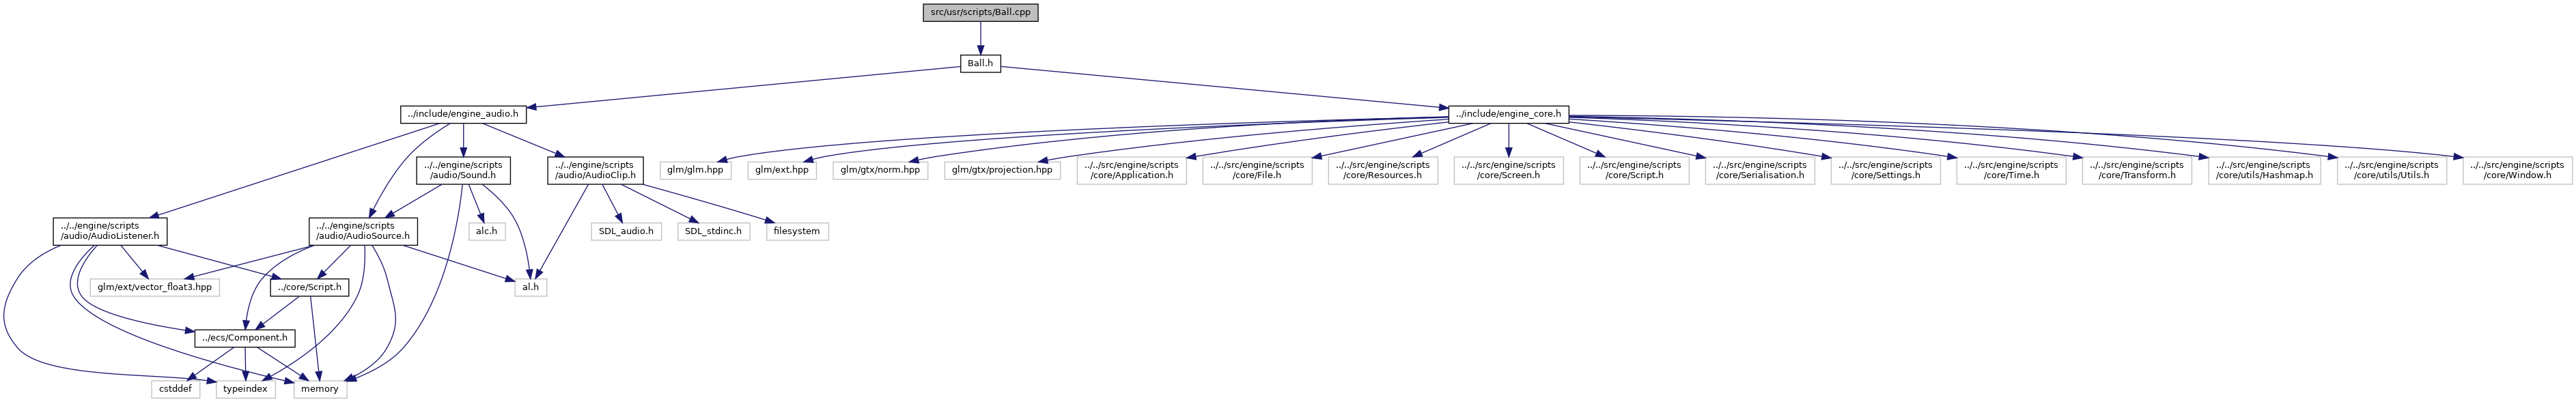 src/usr/scripts/Ball.cpp
Ball.h
../include/engine_audio.h
../include/engine_core.h
../../engine/scripts
/audio/Sound.h
../../engine/scripts
/audio/AudioClip.h
glm/glm.hpp
glm/ext.hpp
glm/gtx/norm.hpp
glm/gtx/projection.hpp
../../src/engine/scripts
/core/Application.h
../../src/engine/scripts
/core/File.h
../../src/engine/scripts
/core/Resources.h
../../src/engine/scripts
/core/Screen.h
../../src/engine/scripts
/core/Script.h
../../src/engine/scripts
/core/Serialisation.h
../../src/engine/scripts
/core/Settings.h
../../src/engine/scripts
/core/Time.h
../../src/engine/scripts
/core/Transform.h
../../src/engine/scripts
/core/utils/Hashmap.h
../../src/engine/scripts
/core/utils/Utils.h
../../src/engine/scripts
/core/Window.h
../../engine/scripts
/audio/AudioListener.h
../../engine/scripts
/audio/AudioSource.h
alc.h
SDL_audio.h
SDL_stdinc.h
filesystem
glm/ext/vector_float3.hpp
../core/Script.h
al.h
../ecs/Component.h
cstddef
typeindex
memory